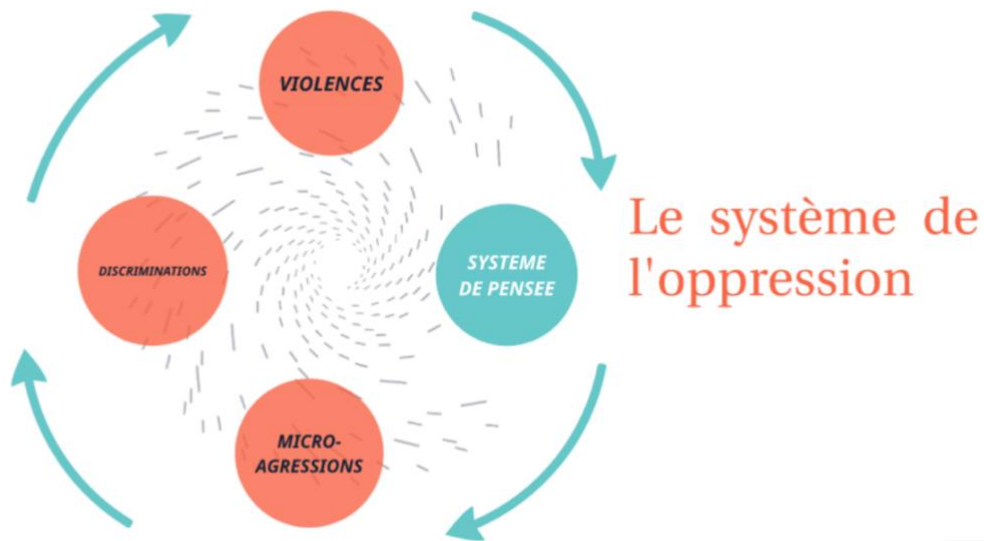 VIOLENCES
SYSTEME
DE PENSEE
DISCRIMINATIONS
MICRO-
AGRESSIONS
Le système de
l'oppression